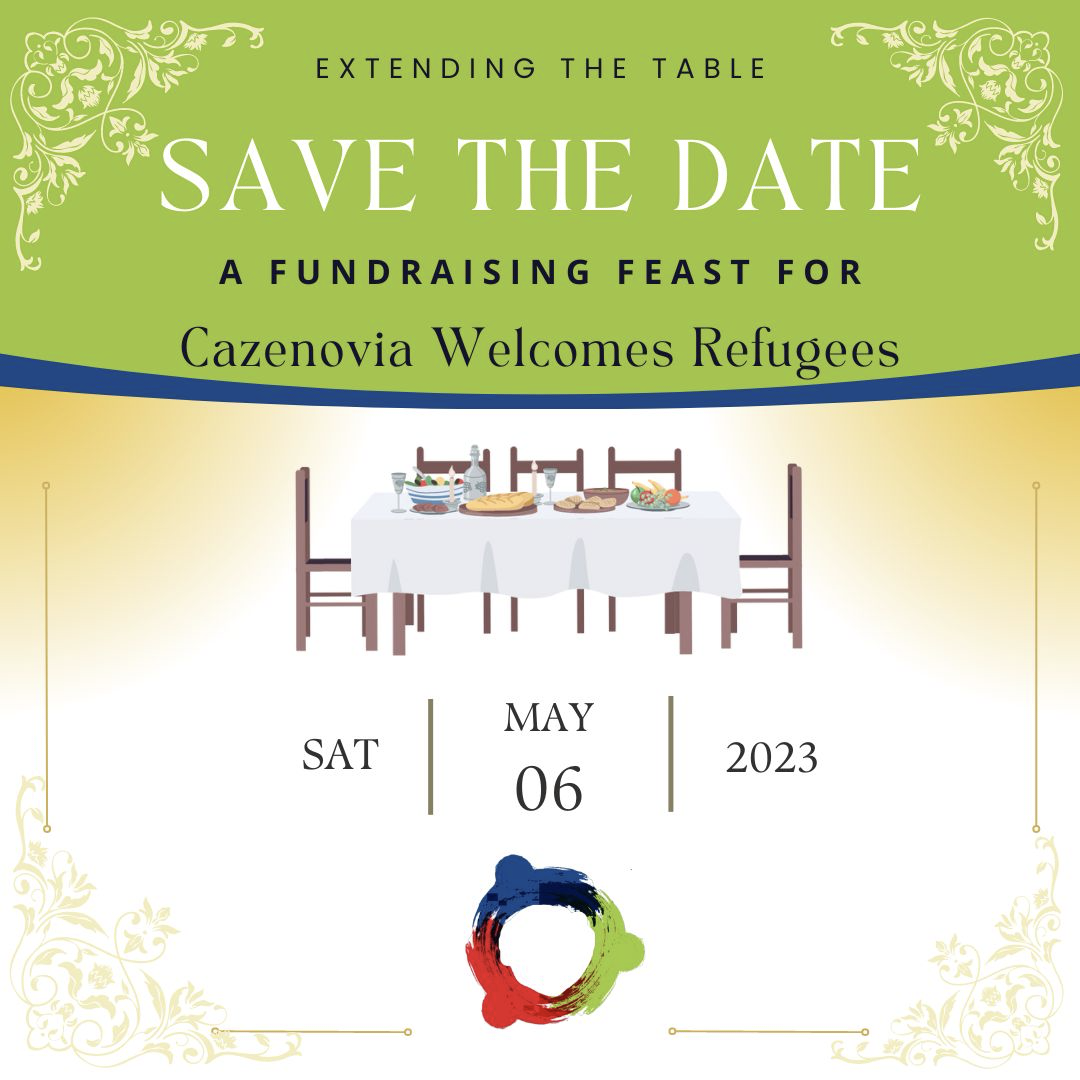 EXTENDING THE TABLE
SAVE THE DATE
A FUNDRAISING FEAST FOR
Cazenovia Welcomes Refugees
SAT
MAY
06
2023